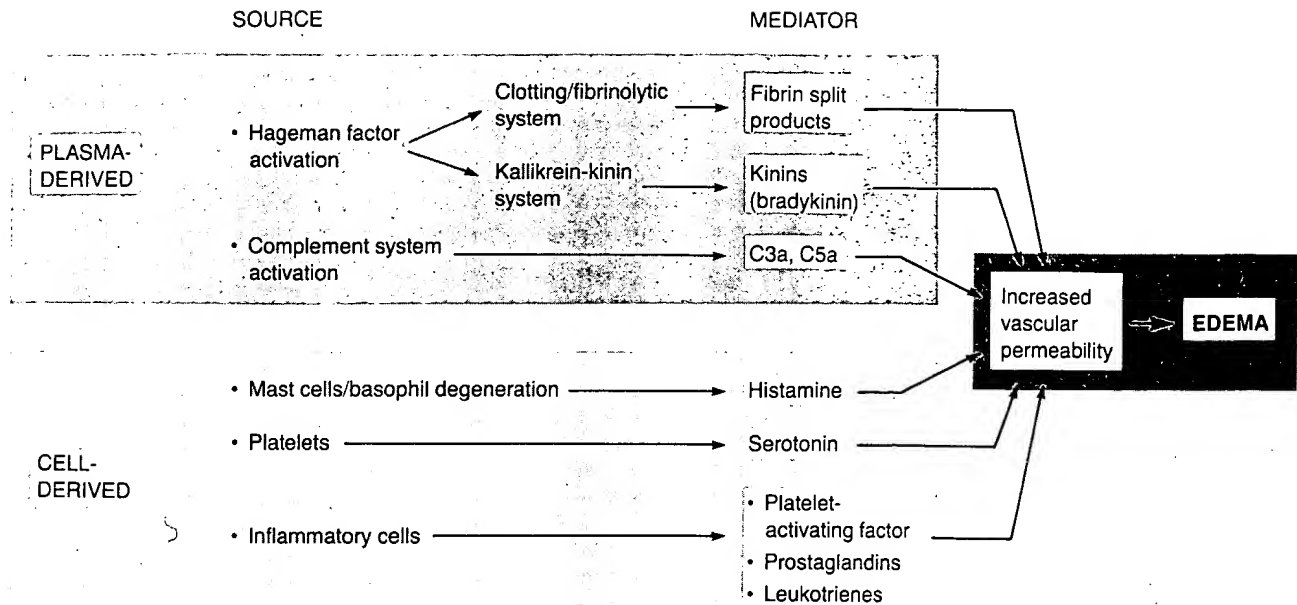 SOURCE
MEDIATOR
PLASMA-
DERIVED
• Hageman factor
activation
Clotting/fibrinolytic
system
Fibrin split
products
Kallikrein-kinin
system
Kinins
(bradykinin)
• Complement system
activation
C3a, C5a
Increased
vascular
permeability
EDEMA
CELL-
DERIVED
• Mast cells/basophil degeneration
Histamine
• Platelets
Serotonin
• Inflammatory cells
• Platelet-
activating factor
• Prostaglandins
• Leukotrienes